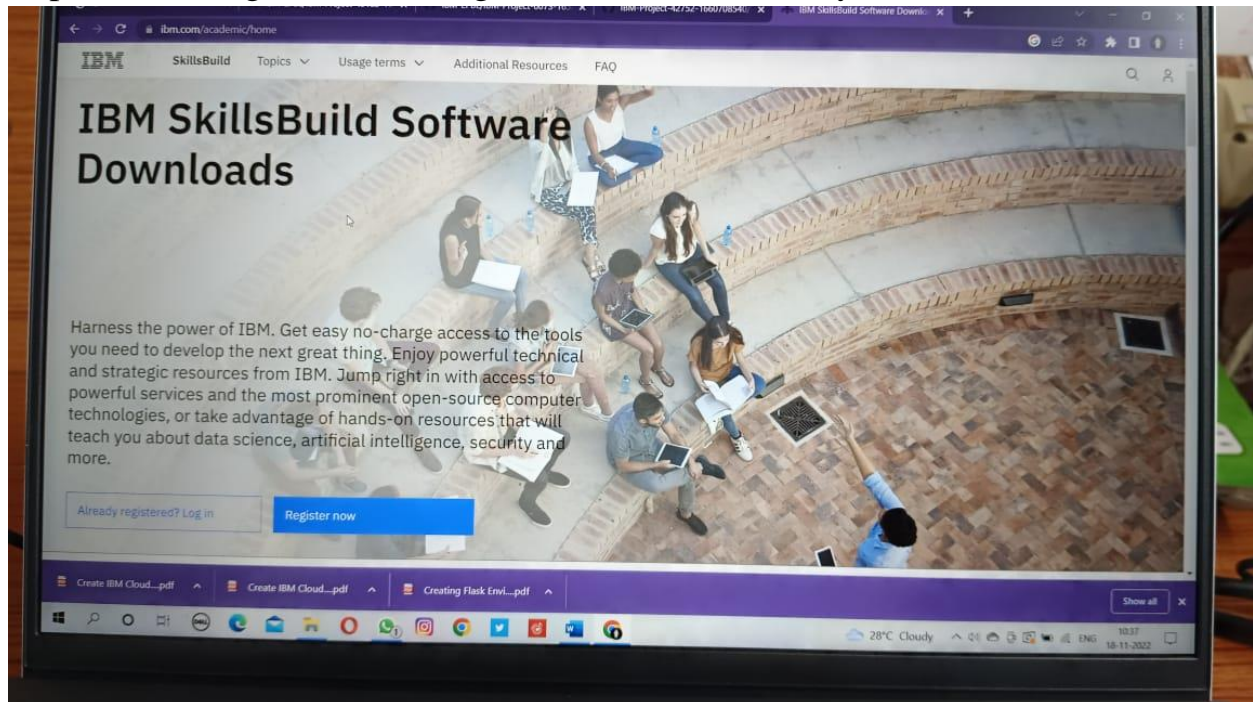 IBM SkillsBuild Software Downlo
ibm.com/academic/home
IBM SkillsBuild Topics Usage terms Additional Resources FAQ
IBM SkillsBuild Software
Downloads
Harness the power of IBM. Get easy no-charge access to the tools
you need to develop the next great thing. Enjoy powerful technical
and strategic resources from IBM. Jump right in with access to
powerful services and the most prominent open-source computer
technologies, or take advantage of hands-on resources that will
teach you about data science, artificial intelligence, security and
more.
Already registered? Log in
Register now
Create IBM Cloud....pdf Create IBM Cloud....pdf Creating Flask Envi....pdf Show all
DELL
28°C Cloudy ENG 10:37
18-11-2022